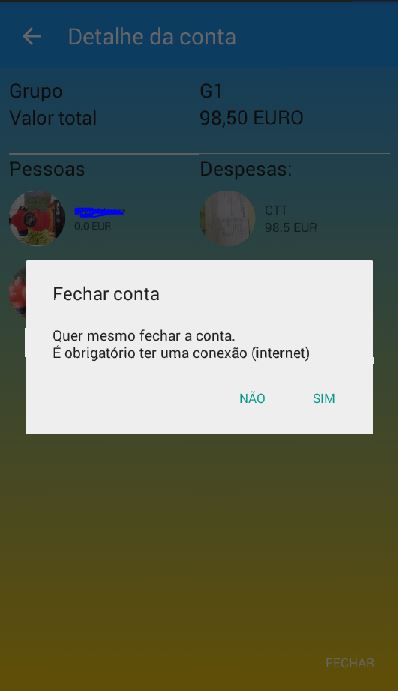 Detalhe da conta
Grupo G1
Valor total 98,50 EURO
Pessoas Despesas:
CTT
0.0 EUR 98.5 EUR
Fechar conta
Quer mesmo fechar a conta.
É obrigatório ter uma conexão (internet)
NÃO SIM
FECHAR